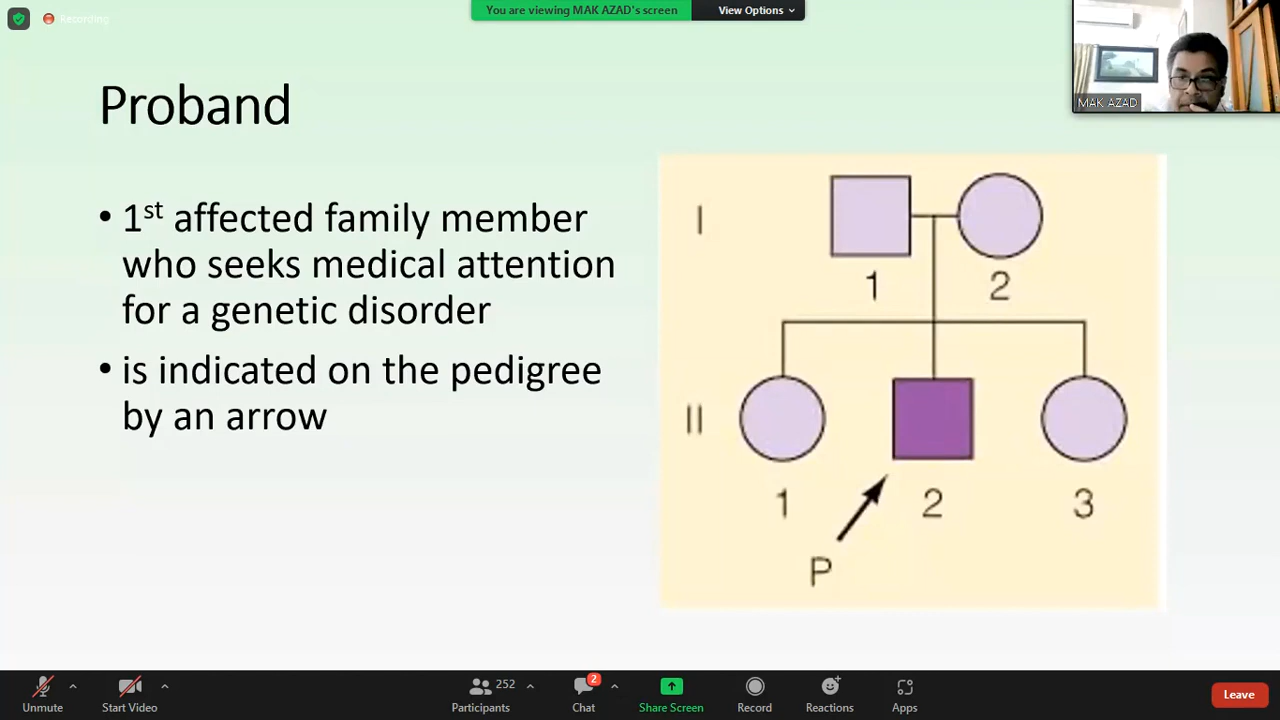 Recording
You are viewing MAK AZAD's screen
View Options
MAK AZAD
Proband
• 1st affected family member
who seeks medical attention
for a genetic disorder
• is indicated on the pedigree
by an arrow
I
1 2
II
1 2 3
P
Unmute
Start Video
252
Participants
2
Chat
Share Screen
Record
Reactions
Apps
Leave